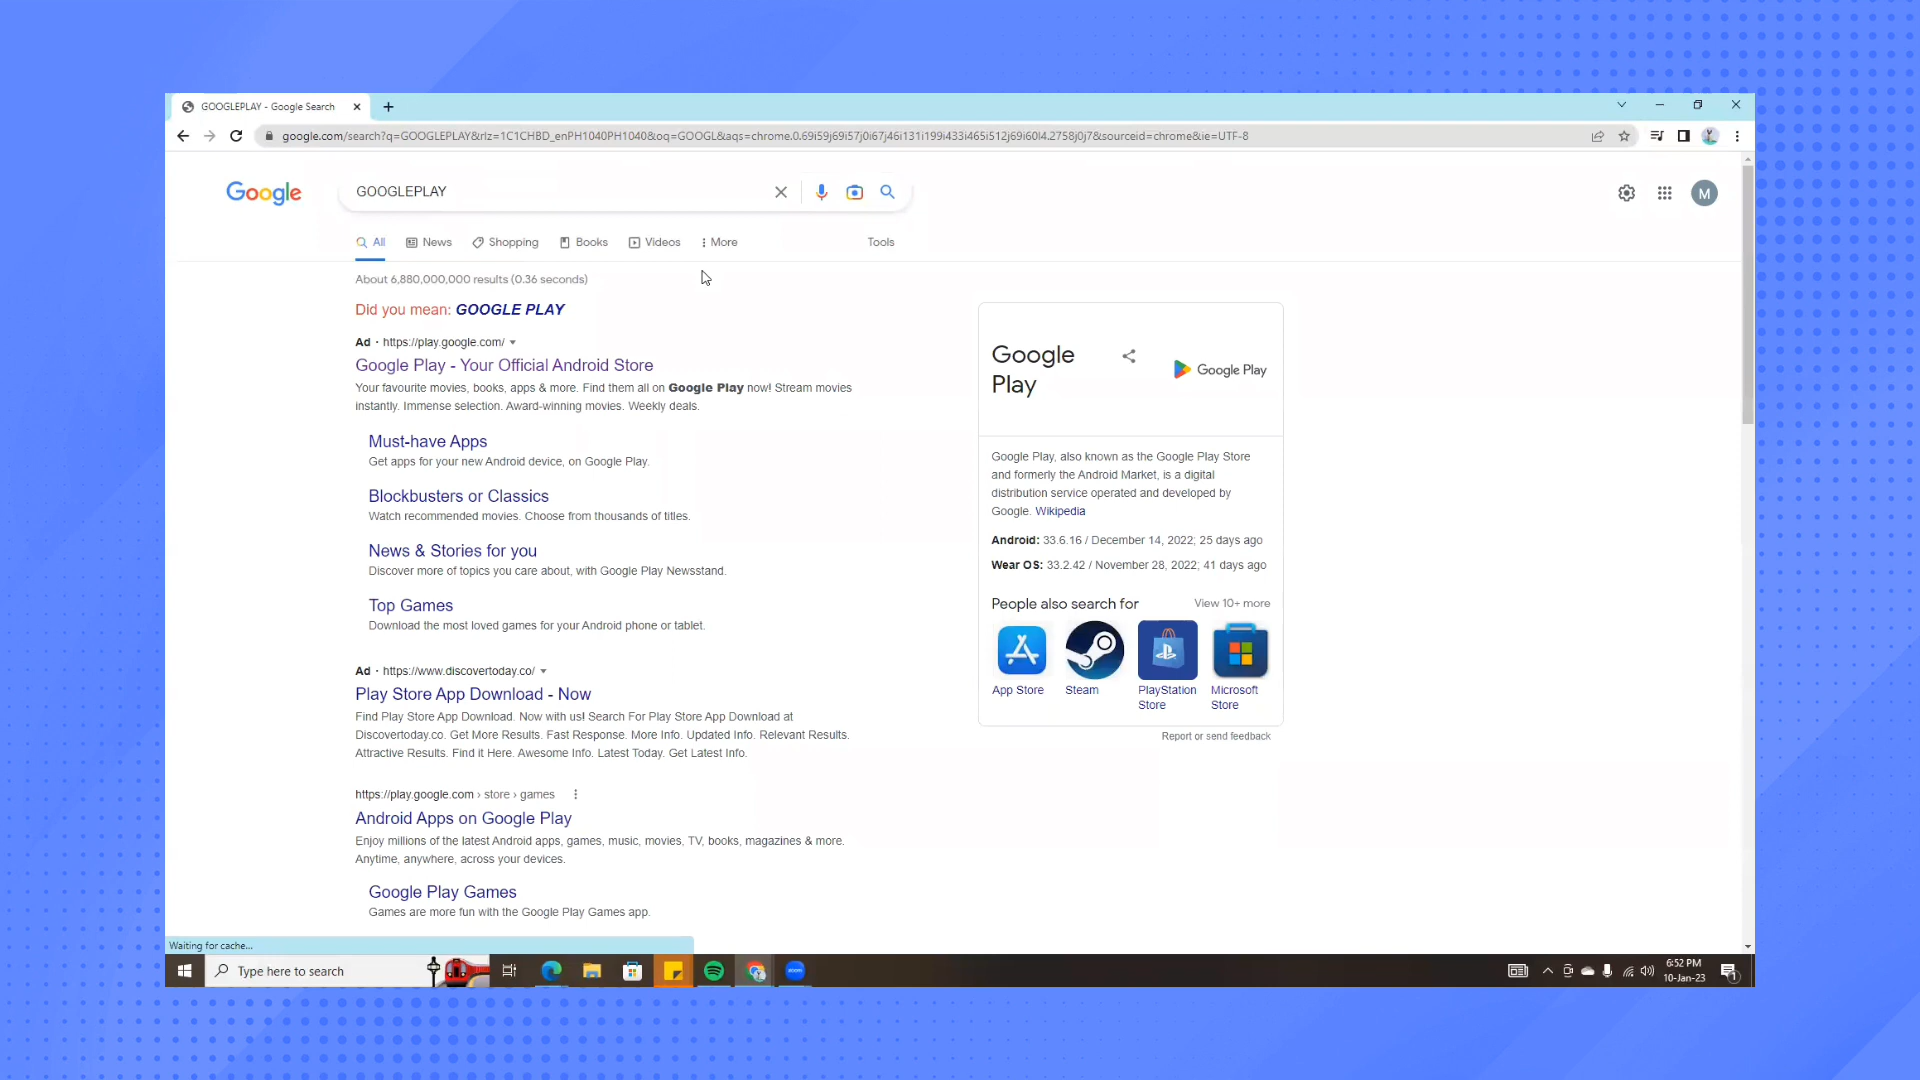 GOOGLEPLAY - Google Search
google.com/search?q=GOOGLEPLAY&rlz=1C1CHBD_enPH1040PH1040&oq=GOOGL&aqs=chrome.0.69i59j69i57j0i67j46i131i199i433i465i512j69i60l4.2758j0j7&sourceid=chrome&ie=UTF-8
Google
GOOGLEPLAY
M
All
News
Shopping
Books
Videos
More
Tools
About 6,880,000,000 results (0.36 seconds)
Did you mean: GOOGLE PLAY
Ad · https://play.google.com/
Google Play - Your Official Android Store
Your favourite movies, books, apps & more. Find them all on Google Play now! Stream movies
instantly. Immense selection. Award-winning movies. Weekly deals.
Must-have Apps
Get apps for your new Android device, on Google Play.
Blockbusters or Classics
Watch recommended movies. Choose from thousands of titles.
News & Stories for you
Discover more of topics you care about, with Google Play Newsstand.
Top Games
Download the most loved games for your Android phone or tablet.
Ad · https://www.discovertoday.co/
Play Store App Download - Now
Find Play Store App Download. Now with us! Search For Play Store App Download at
Discovertoday.co. Get More Results. Fast Response. More Info. Updated Info. Relevant Results.
Attractive Results. Find it Here. Awesome Info. Latest Today. Get Latest Info.
https://play.google.com › store › games
Android Apps on Google Play
Enjoy millions of the latest Android apps, games, music, movies, TV, books, magazines & more.
Anytime, anywhere, across your devices.
Google Play Games
Games are more fun with the Google Play Games app.
Google
Play
Google Play
Google Play, also known as the Google Play Store
and formerly the Android Market, is a digital
distribution service operated and developed by
Google. Wikipedia
Android: 33.6.16 / December 14, 2022; 25 days ago
Wear OS: 33.2.42 / November 28, 2022; 41 days ago
People also search for
View 10+ more
App Store
Steam
PlayStation
Store
Microsoft
Store
Report or send feedback
Waiting for cache...
Type here to search
zoom
6:52 PM
10-Jan-23
1